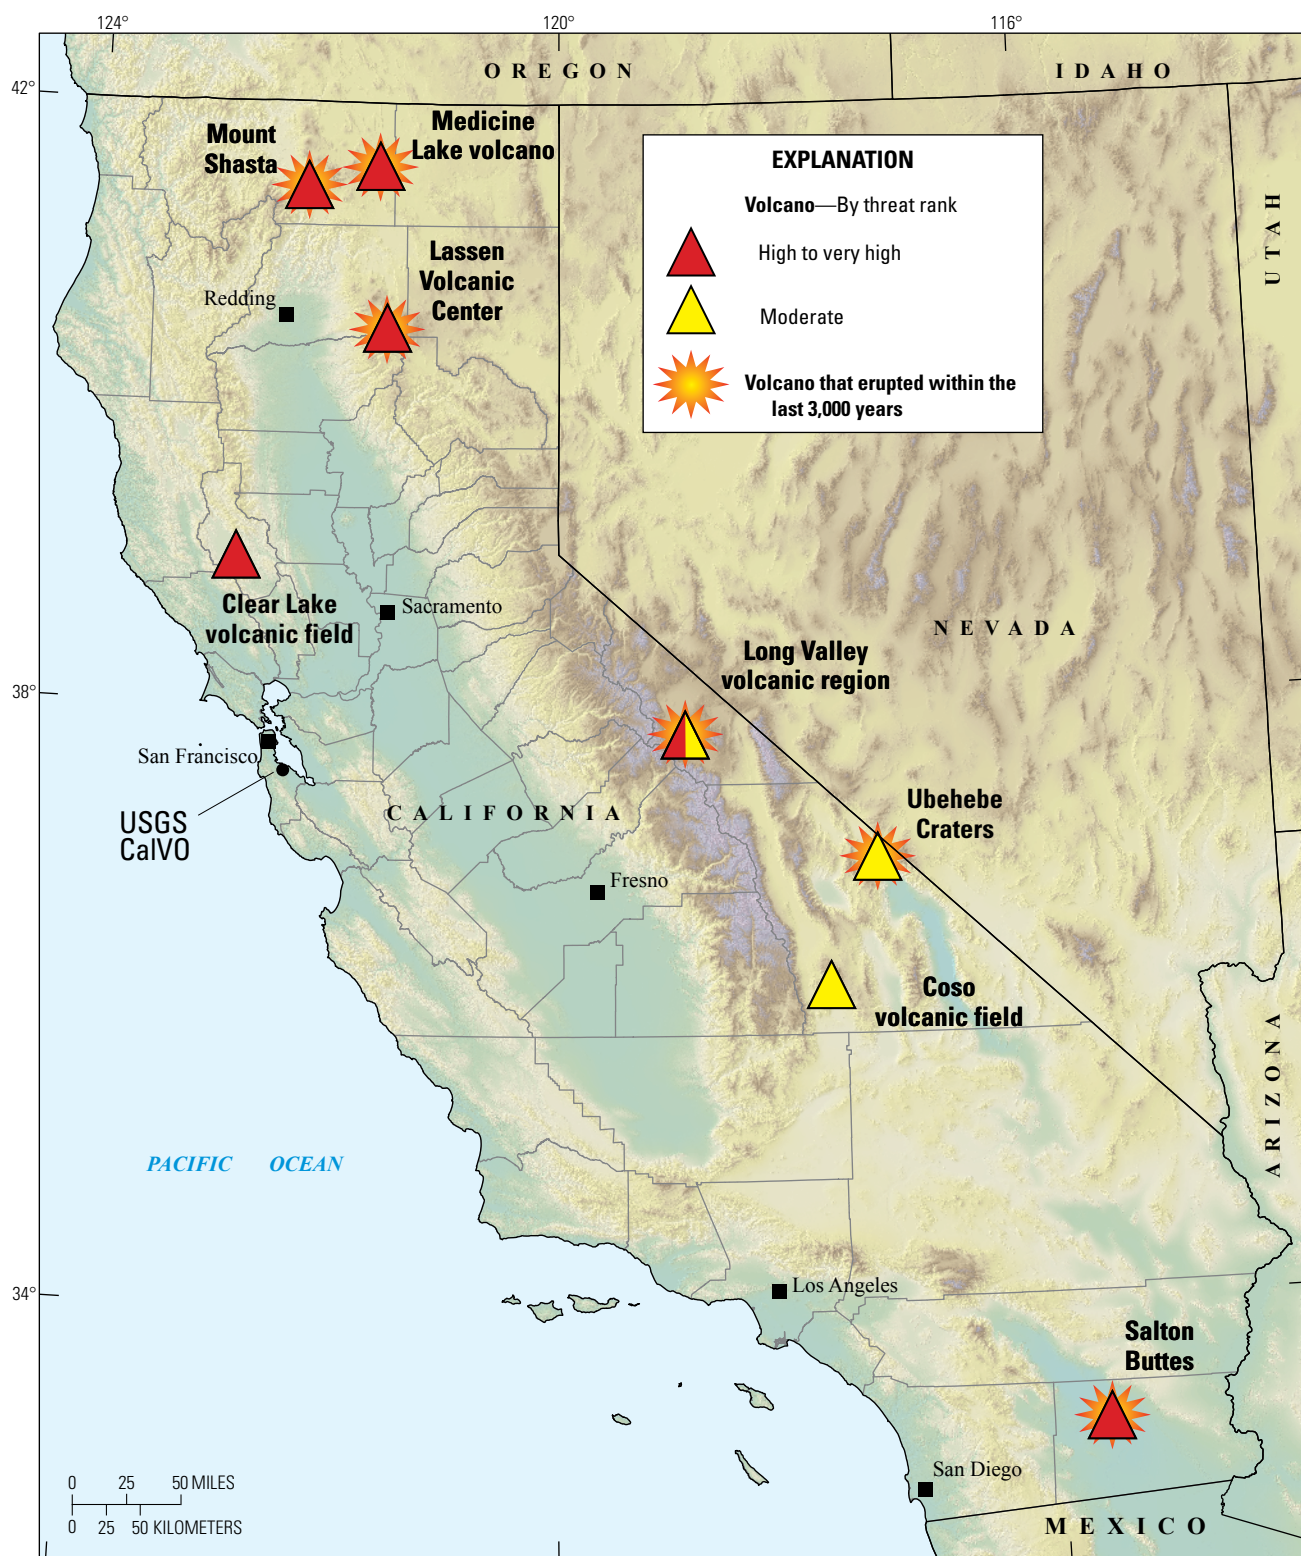 124°
120°
116°
42°
OREGON
IDAHO
Mount
Shasta
Medicine
Lake volcano
EXPLANATION
Volcano—By threat rank
High to very high
Moderate
Volcano that erupted within the
last 3,000 years
UTAH
Lassen
Volcanic
Center
Redding
Clear Lake
volcanic field
Sacramento
NEVADA
Long Valley
volcanic region
38°
San Francisco
USGS
CalVO
CALIFORNIA
Ubehebe
Craters
Fresno
Coso
volcanic field
ARIZONA
PACIFIC OCEAN
34°
Los Angeles
Salton
Buttes
San Diego
0 25 50 MILES
0 25 50 KILOMETERS
MEXICO